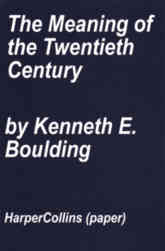 The Meaning of
the Twentieth
Century
by Kenneth E.
Boulding
HarperCollins (paper)